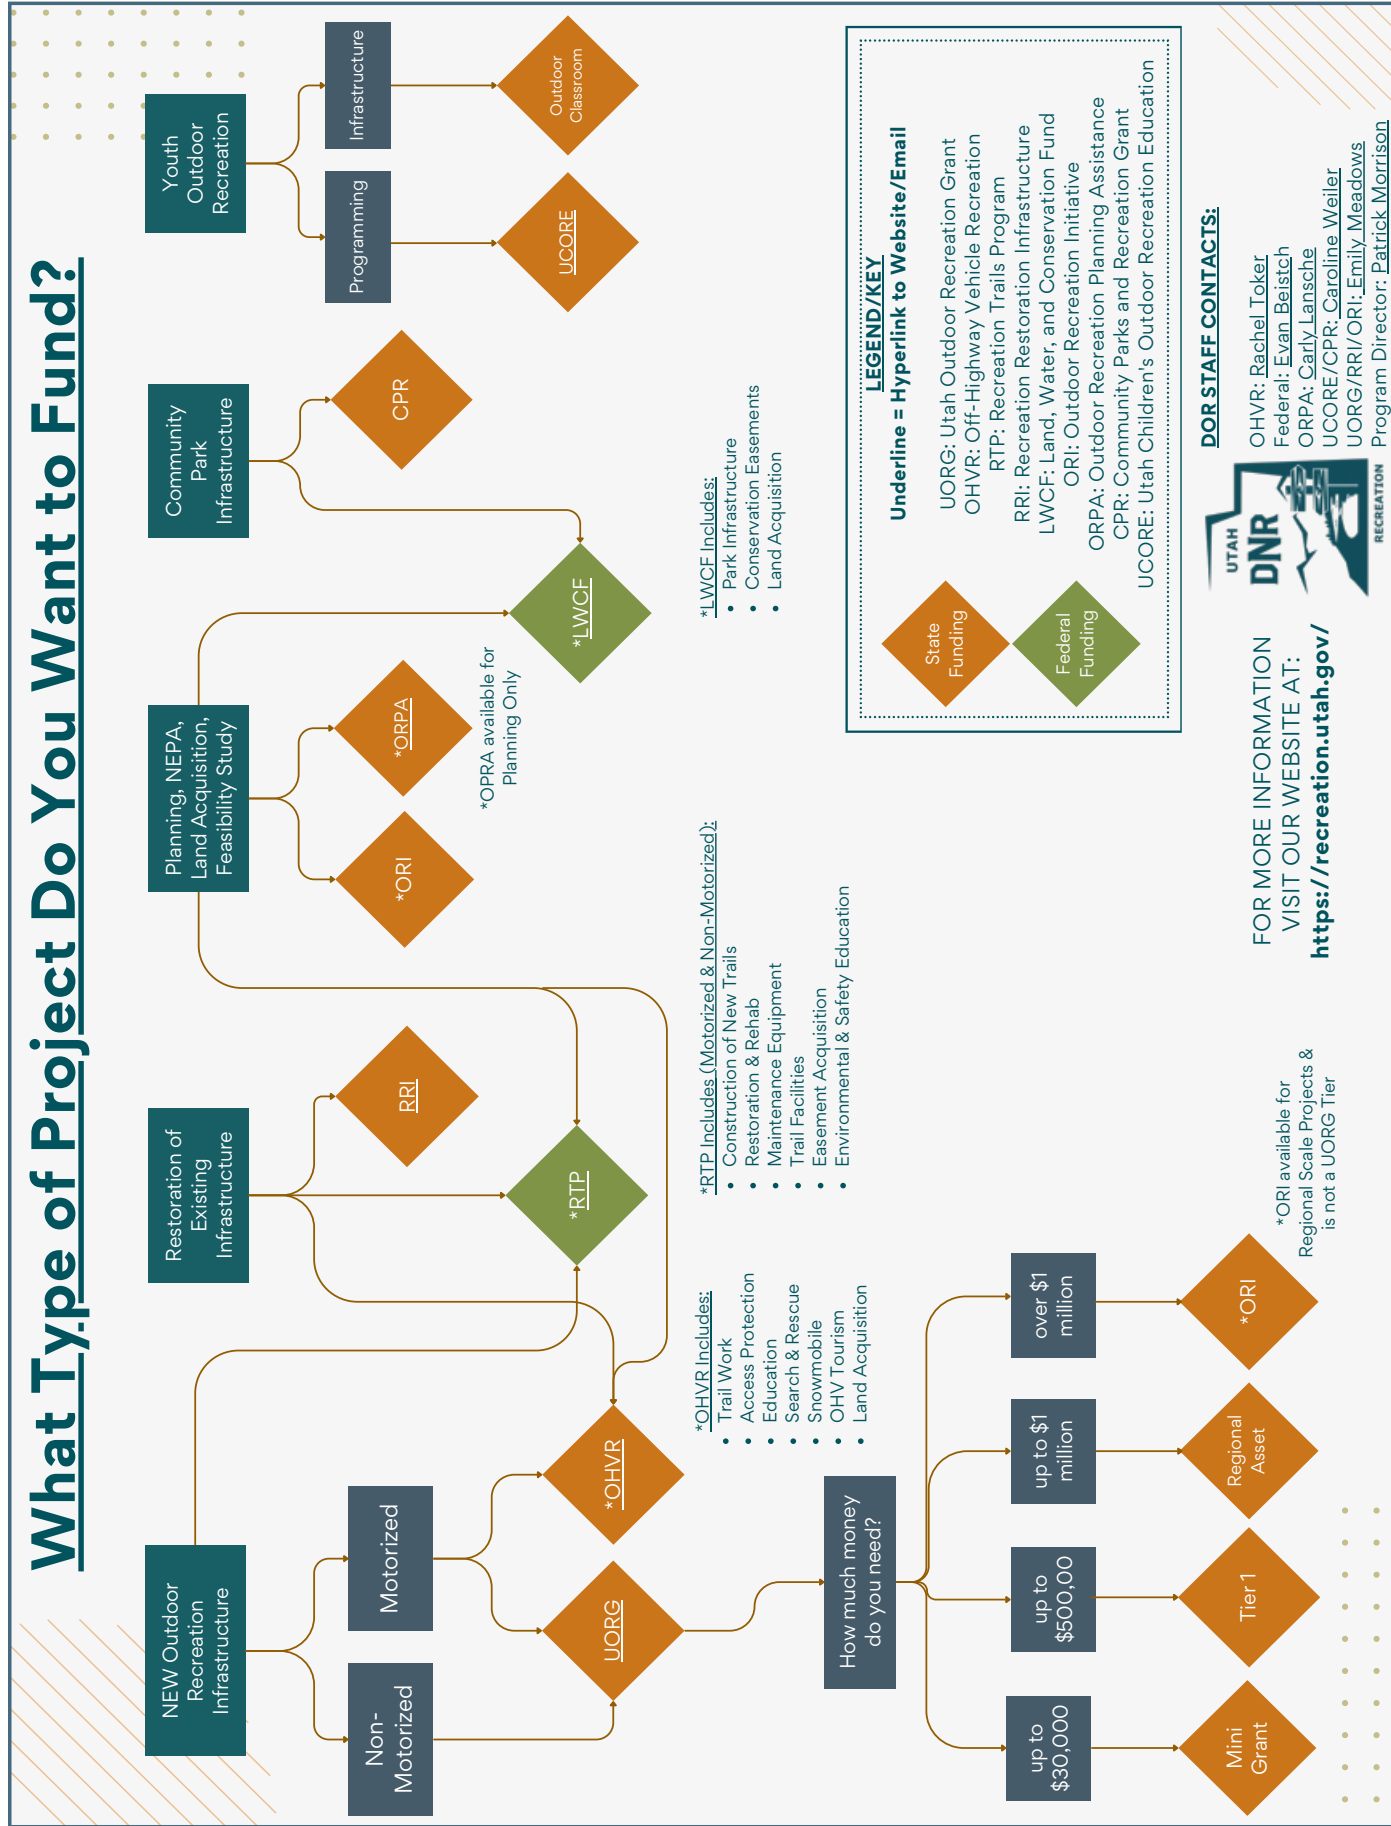 What Type of Project Do You Want to Fund?
NEW Outdoor
Recreation
Infrastructure
Restoration of
Existing
Infrastructure
Planning, NEPA,
Land Acquisition,
Feasibility Study
Community
Park
Infrastructure
Youth
Outdoor
Recreation
Non-
Motorized
Motorized
RRI
*ORI
*ORPA
CPR
Programming
Infrastructure
*OPRA available for
Planning Only
UORG
*OHVR
*RTP
*LWCF
UCORE
Outdoor
Classroom
*OHVR Includes:
• Trail Work
• Access Protection
• Education
• Search & Rescue
• Snowmobile
• OHV Tourism
• Land Acquisition
*RTP Includes (Motorized & Non-Motorized):
• Construction of New Trails
• Restoration & Rehab
• Maintenance Equipment
• Trail Facilities
• Easement Acquisition
• Environmental & Safety Education
*LWCF Includes:
• Park Infrastructure
• Conservation Easements
• Land Acquisition
How much money
do you need?
up to
$30,000
up to
$500,00
up to $1
million
over $1
million
Mini
Grant
Tier 1
Regional
Asset
*ORI
*ORI available for
Regional Scale Projects &
is not a UORG Tier
LEGEND/KEY
Underline = Hyperlink to Website/Email
State
Funding
Federal
Funding
UORG: Utah Outdoor Recreation Grant
OHVR: Off-Highway Vehicle Recreation
RTP: Recreation Trails Program
RRI: Recreation Restoration Infrastructure
LWCF: Land, Water, and Conservation Fund
ORI: Outdoor Recreation Initiative
ORPA: Outdoor Recreation Planning Assistance
CPR: Community Parks and Recreation Grant
UCORE: Utah Children's Outdoor Recreation Education
FOR MORE INFORMATION
VISIT OUR WEBSITE AT:
https://recreation.utah.gov/
UTAH
DNR
RECREATION
DOR STAFF CONTACTS:
OHVR: Rachel Toker
Federal: Evan Beistch
ORPA: Carly Lansche
UCORE/CPR: Caroline Weiler
UORG/RRI/ORI: Emily Meadows
Program Director: Patrick Morrison